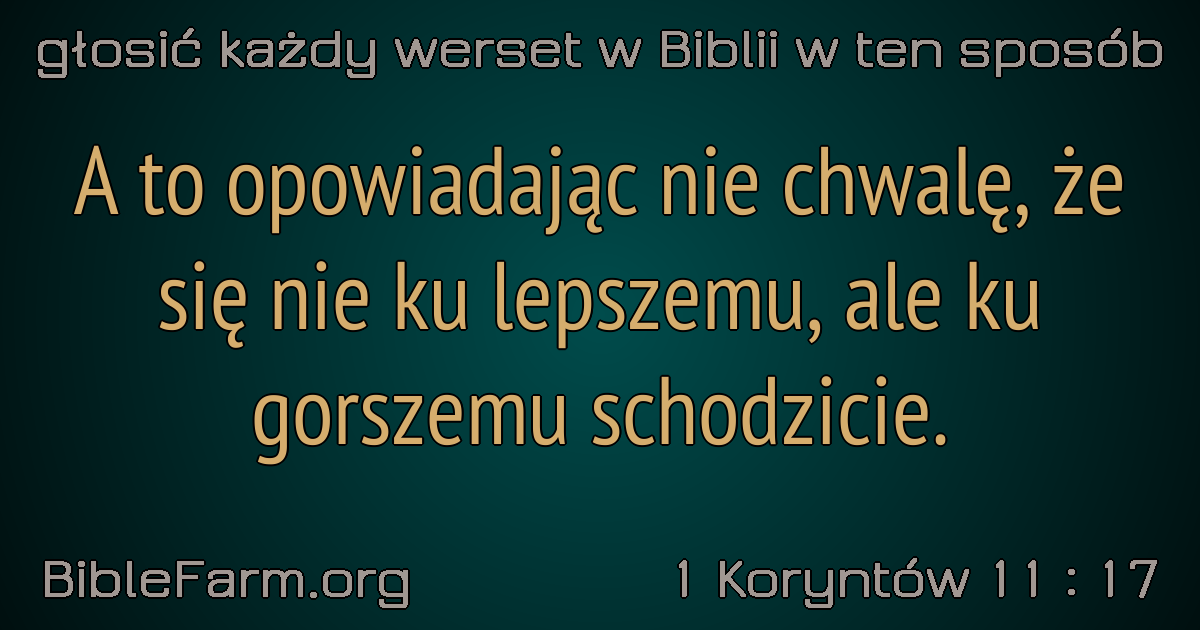 głosić każdy werset w Biblii w ten sposób
A to opowiadając nie chwalę, że
się nie ku lepszemu, ale ku
gorszemu schodzicie.
BibleFarm.org
1 Koryntów 11 : 17